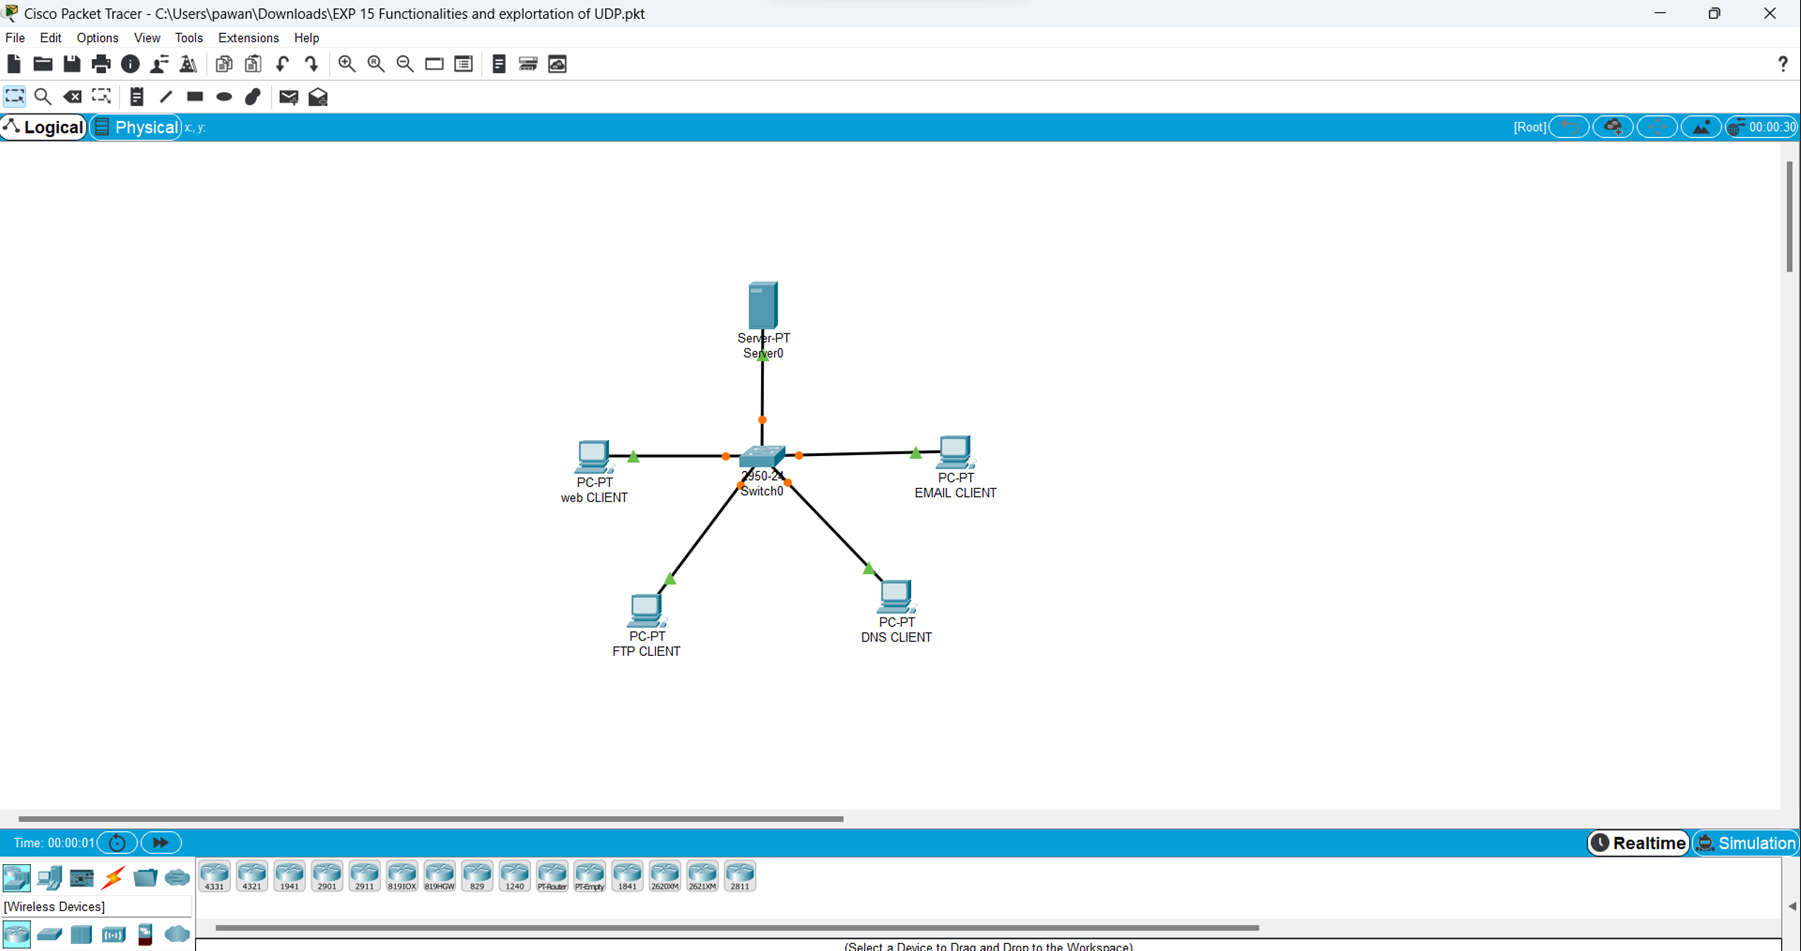 Cisco Packet Tracer - C:\Users\pawan\Downloads\EXP 15 Functionalities and explortation of UDP.pkt
File Edit Options View Tools Extensions Help
?
Logical Physical x:, y:
[Root] 00:00:30
Server-PT
Server0
2950-24
Switch0
PC-PT
web CLIENT
PC-PT
EMAIL CLIENT
PC-PT
FTP CLIENT
PC-PT
DNS CLIENT
Time: 00:00:01
Realtime Simulation
4331 4321 1941 2901 2911 819IOX 819HGW 829 1240 PT-Router PT-Empty 1841 2620XM 2621XM 2811
[Wireless Devices]
(Select a Device to Drag and Drop to the Workspace)